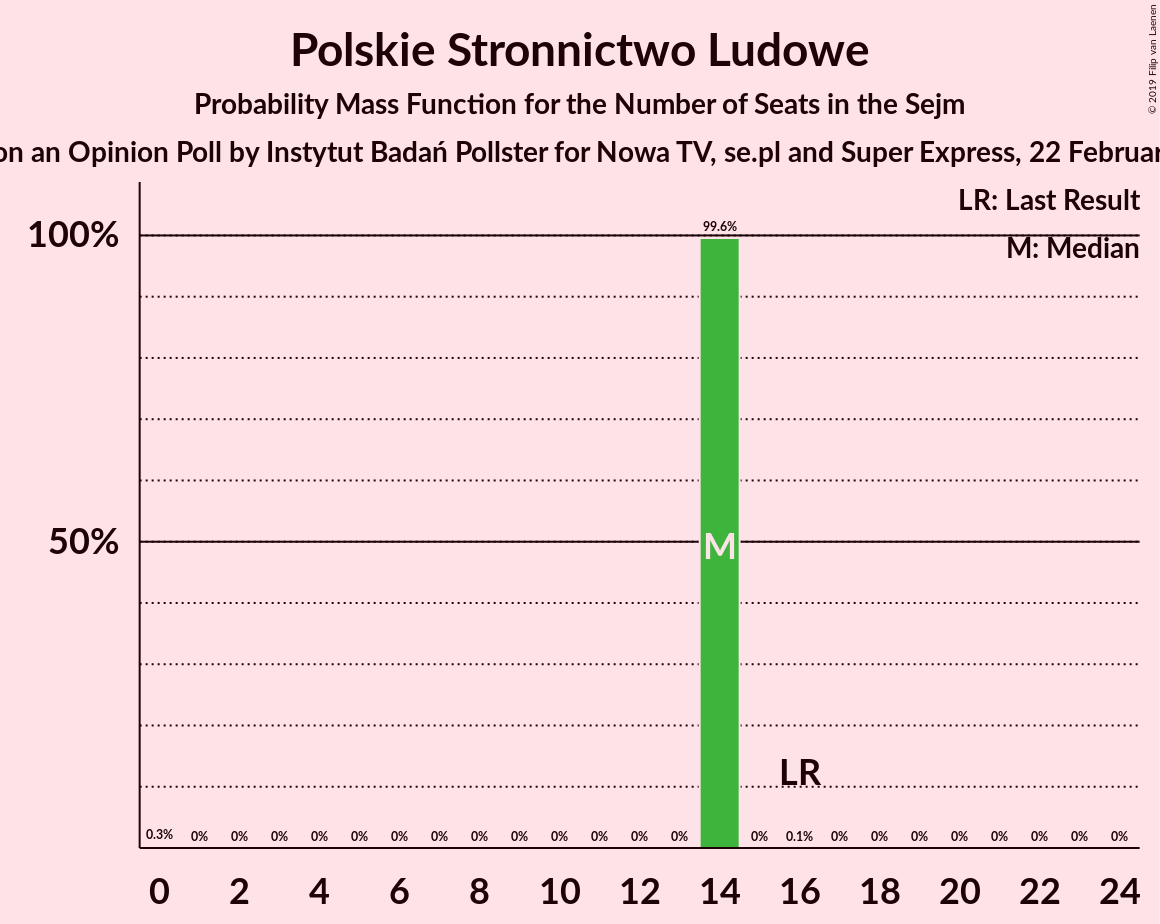 Polskie Stronnictwo Ludowe
Probability Mass Function for the Number of Seats in the Sejm
on an Opinion Poll by Instytut Badań Pollster for Nowa TV, se.pl and Super Express, 22 Februar
© 2019 Filip van Laenen
LR: Last Result
M: Median
100%
50%
99.6%
M
LR
0.3% 0% 0% 0% 0% 0% 0% 0% 0% 0% 0% 0% 0% 0% 0% 0.1% 0% 0% 0% 0% 0% 0% 0% 0%
0 2 4 6 8 10 12 14 16 18 20 22 24